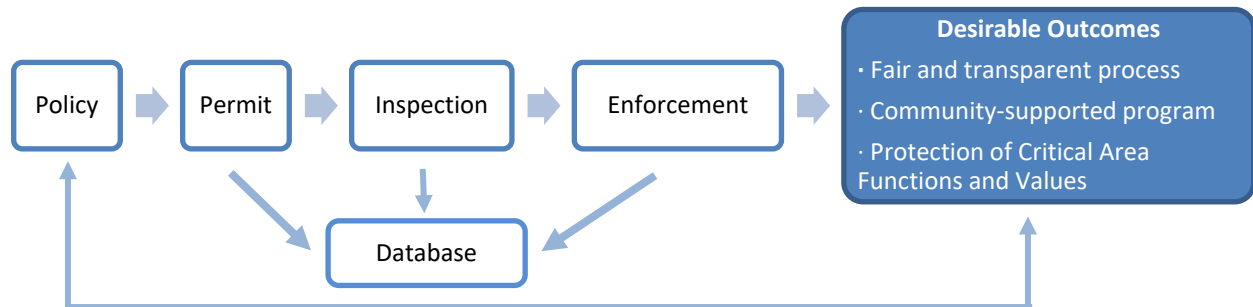 Policy
Permit
Inspection
Enforcement
Desirable Outcomes
· Fair and transparent process
· Community-supported program
· Protection of Critical Area
Functions and Values
Database